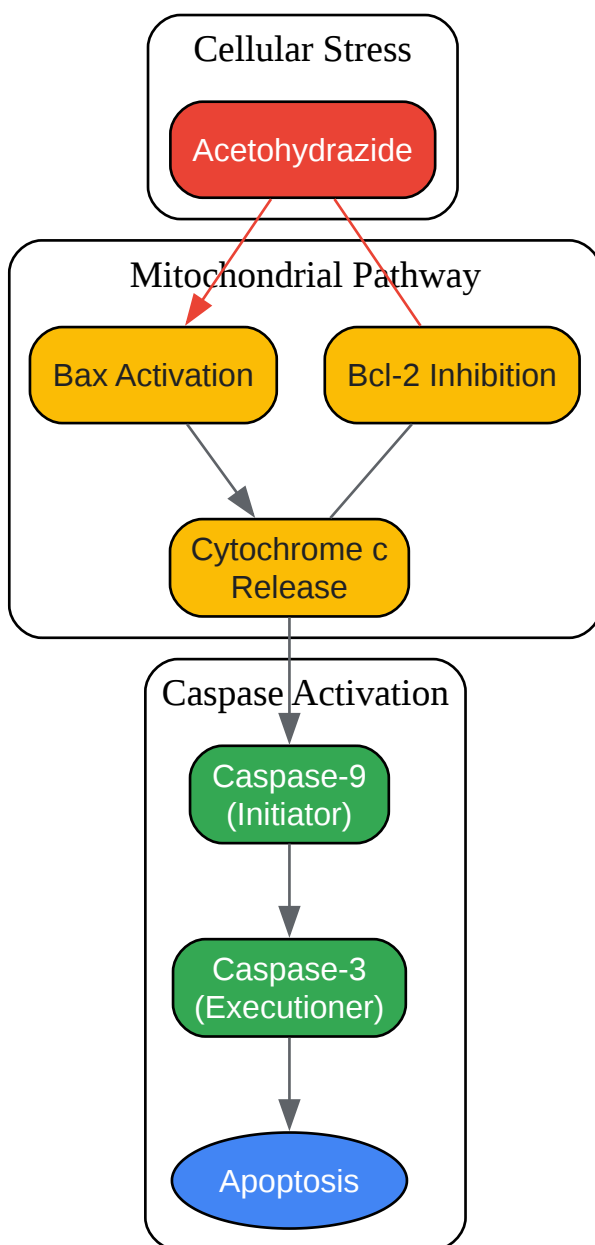 Cellular Stress
Acetohydrazide
Mitochondrial Pathway
Bax Activation
Bcl-2 Inhibition
Cytochrome c
Release
Caspase Activation
Caspase-9
(Initiator)
Caspase-3
(Executioner)
Apoptosis